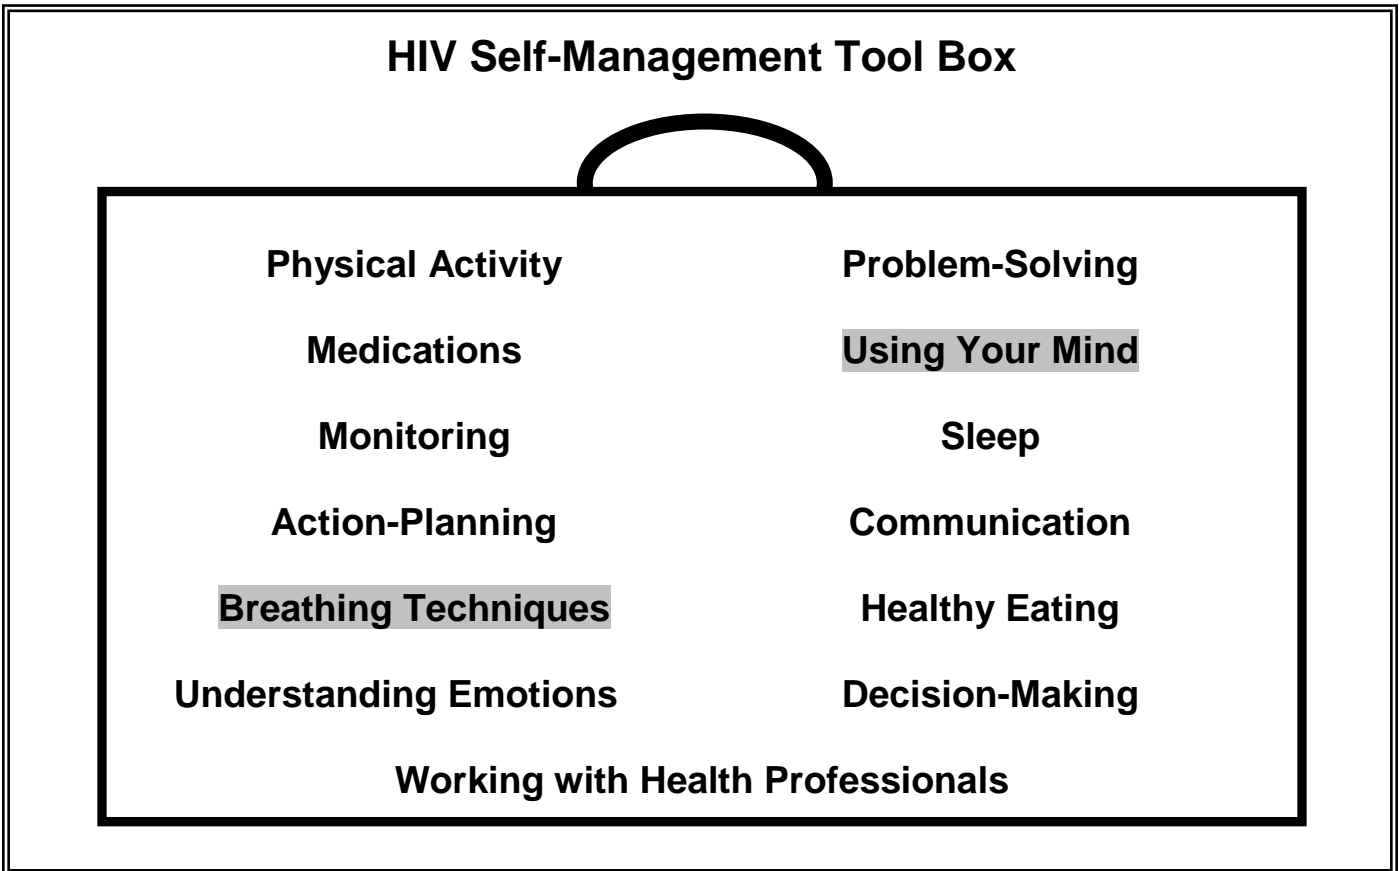 HIV Self-Management Tool Box
Physical Activity Problem-Solving
Medications Using Your Mind
Monitoring Sleep
Action-Planning Communication
Breathing Techniques Healthy Eating
Understanding Emotions Decision-Making
Working with Health Professionals